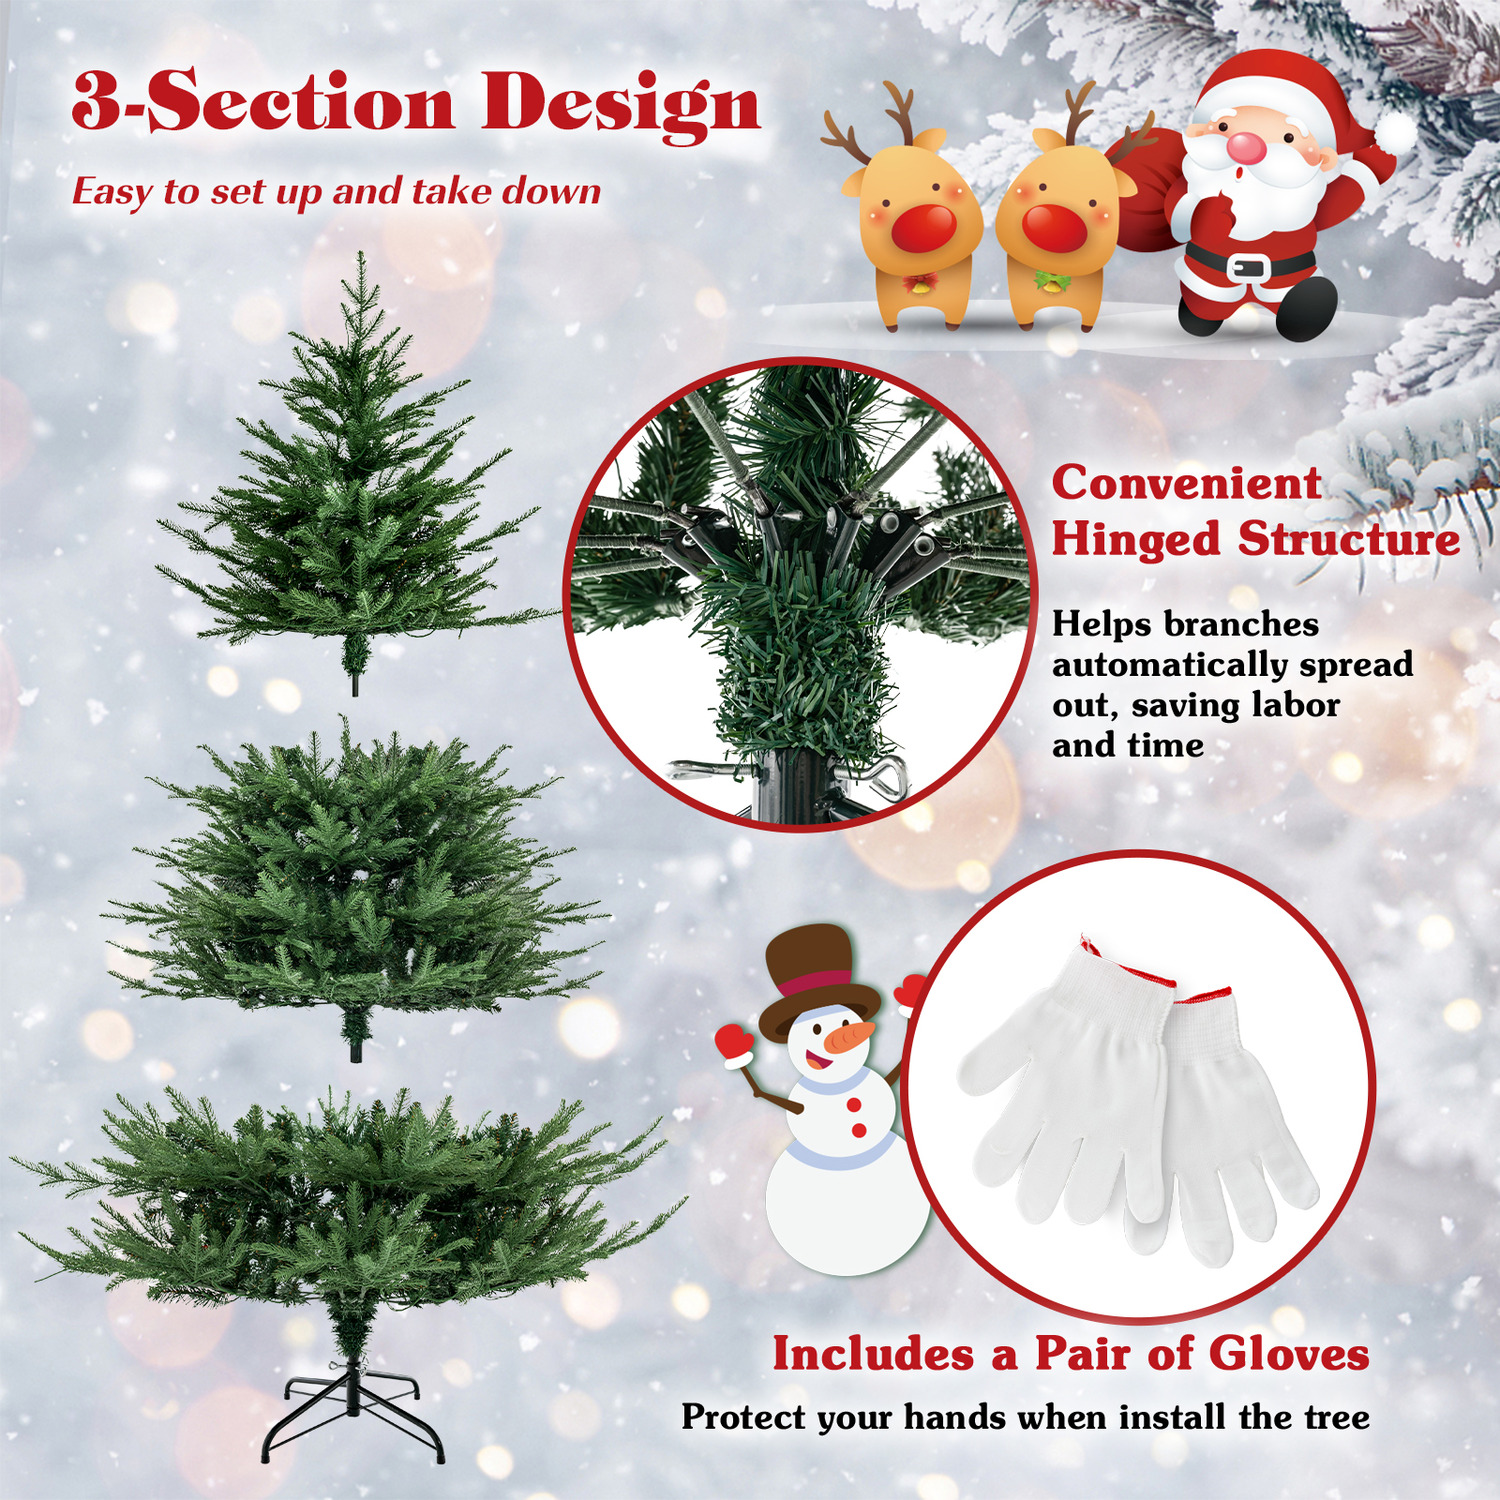 3-Section Design
Easy to set up and take down
Convenient
Hinged Structure
Helps branches
automatically spread
out, saving labor
and time
Includes a Pair of Gloves
Protect your hands when install the tree